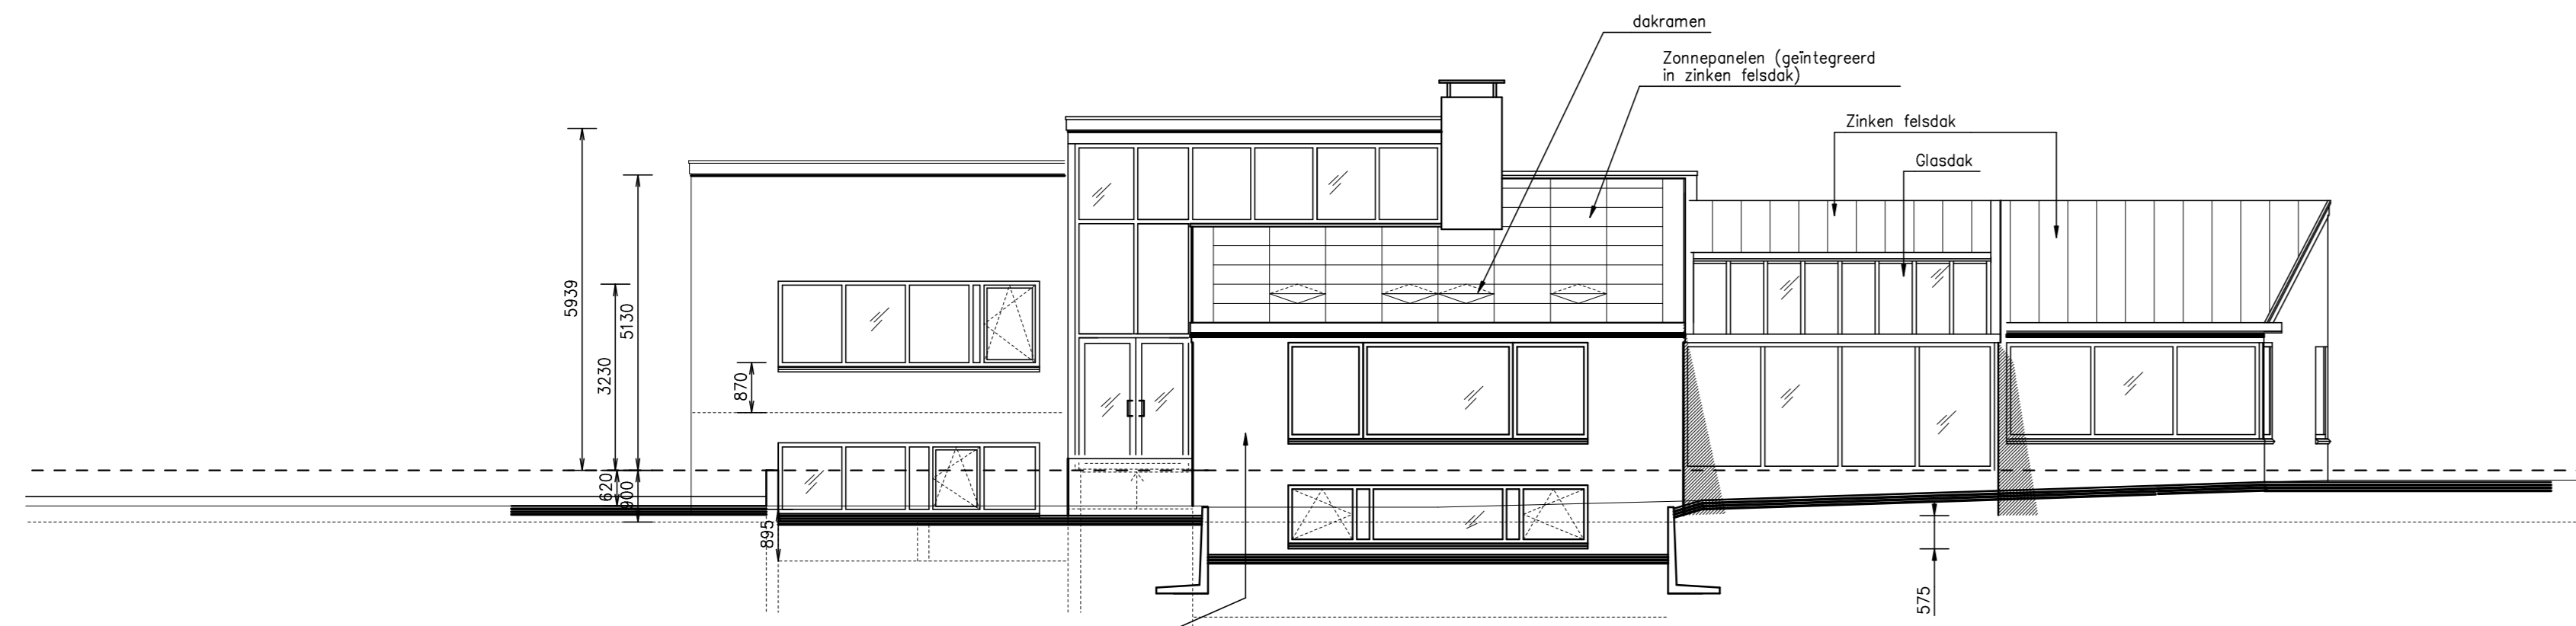 dakramen
Zonnepanelen (geïntegreerd
in zinken felsdak)
Zinken felsdak
Glasdak
5939
3230
5130
870
620
900
895
575